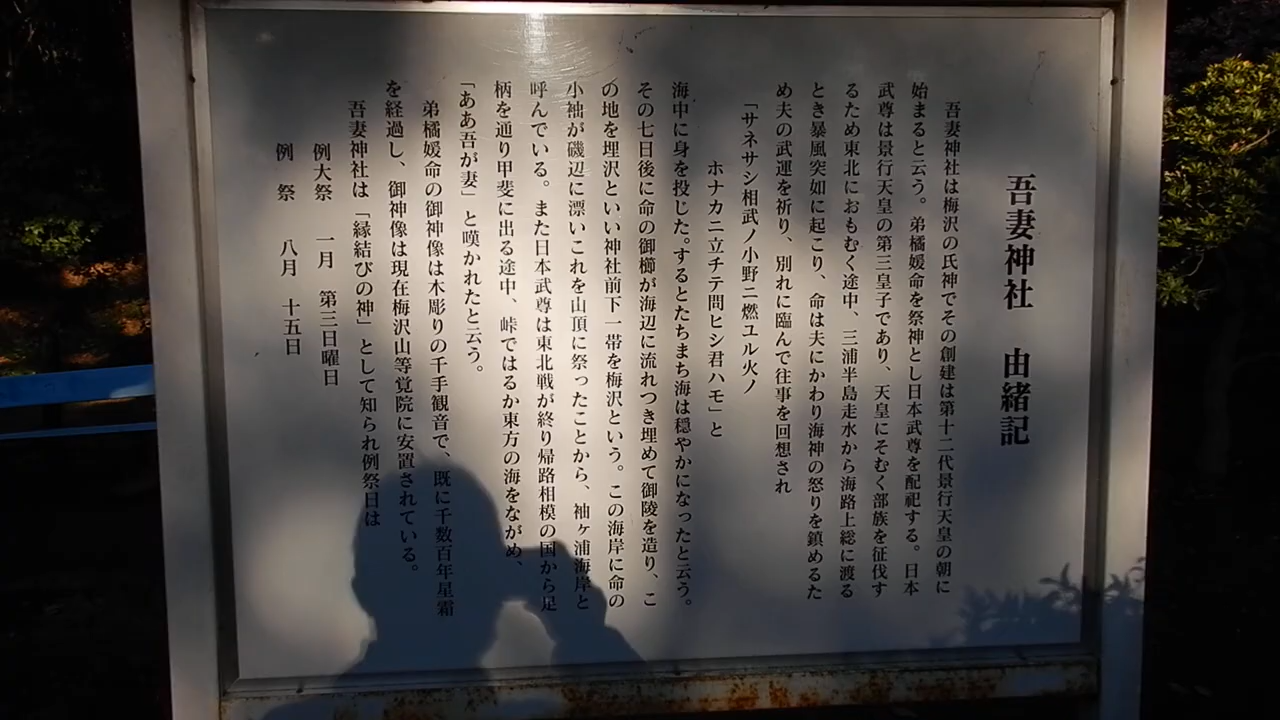 吾妻神社 由緒記
吾妻神社は梅沢の氏神でその創建は第十二代景行天皇の朝に
始まると云う。弟橘媛命を祭神とし日本武尊を配祀する。日本
武尊は景行天皇の第三皇子であり、天皇にそむく部族を征伐す
るため東北におもむく途中、三浦半島走水から海路上総に渡る
とき暴風突如に起こり、命は夫にかわり海神の怒りを鎮めるた
め夫の武運を祈り、別れに臨んで往事を回想され
「サネサシ相武ノ小野ニ燃ユル火ノ
ホナカニ立チテ問ヒシ君ハモ」と
海中に身を投じた。するとたちまち海は穏やかになったと云う。
その七日後に命の御櫛が海辺に流れつき埋めて御陵を造り、こ
の地を埋沢といい神社前下一帯を梅沢という。この海岸に命の
小袖が磯辺に漂いこれを山頂に祭ったことから、袖ヶ浦海岸と
呼んでいる。また日本武尊は東北戦が終り帰路相模の国から足
柄を通り甲斐に出る途中、峠ではるか東方の海をながめ、
「ああ吾が妻」と嘆かれたと云う。
弟橘媛命の御神像は木彫りの千手観音で、既に千数百年星霜
を経過し、御神像は現在梅沢山等覚院に安置されている。
吾妻神社は「縁結びの神」として知られ例祭日は
例大祭 一月 第三日曜日
例祭 八月 十五日